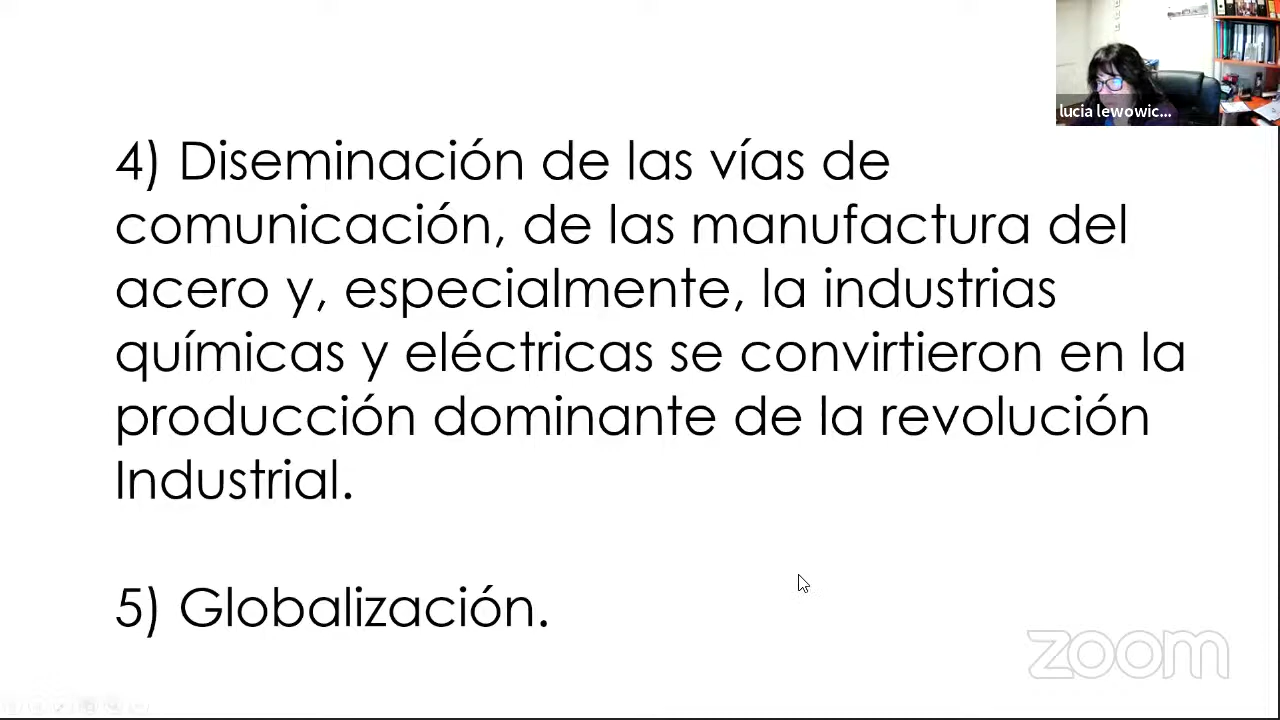 lucia lewowic...
4) Diseminación de las vías de
comunicación, de las manufactura del
acero y, especialmente, la industrias
químicas y eléctricas se convirtieron en la
producción dominante de la revolución
Industrial.
5) Globalización.
zoom